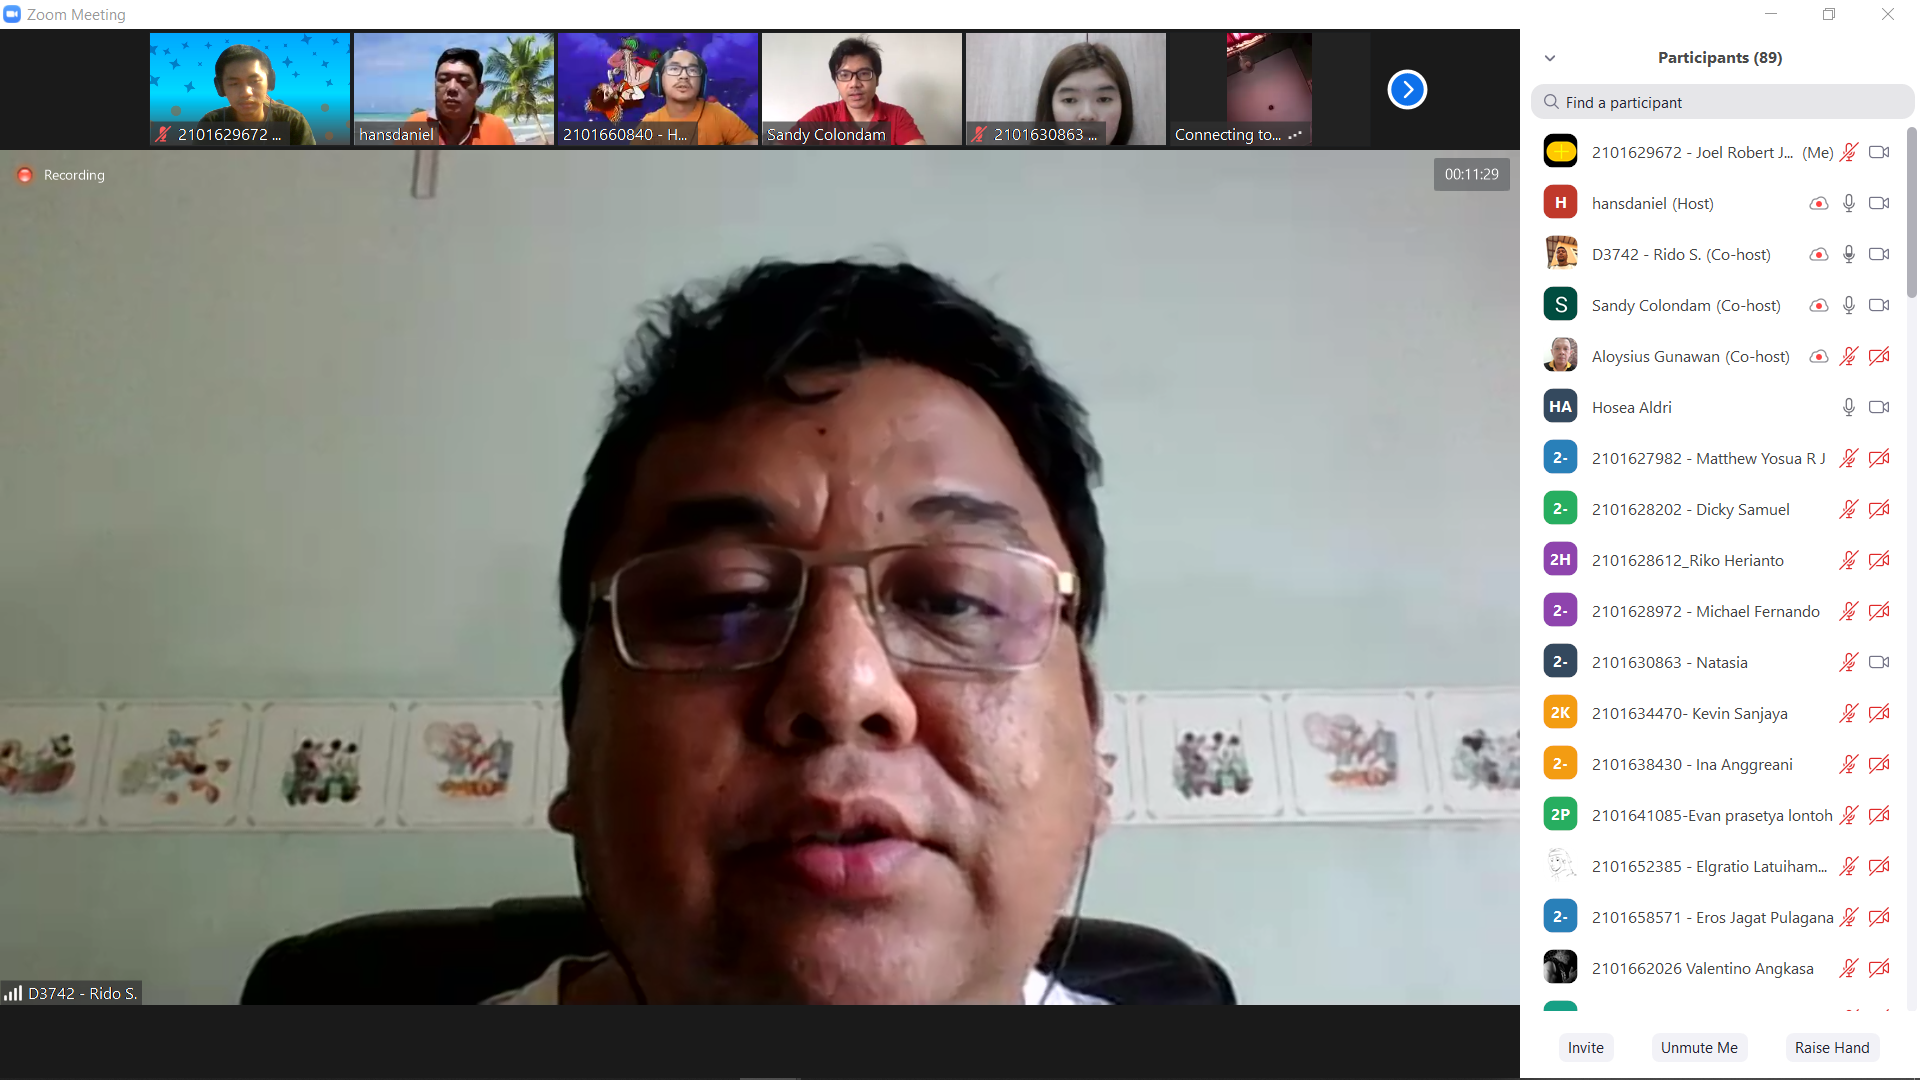 Zoom Meeting
2101629672 ...
hansdaniel
2101660840 - H...
Sandy Colondam
2101630863 ...
Connecting to...
Recording
00:11:29
D3742 - Rido S.
Participants (89)
Find a participant
2101629672 - Joel Robert J... (Me)
H hansdaniel (Host)
D3742 - Rido S. (Co-host)
S Sandy Colondam (Co-host)
Aloysius Gunawan (Co-host)
HA Hosea Aldri
2- 2101627982 - Matthew Yosua R J
2- 2101628202 - Dicky Samuel
2H 2101628612_Riko Herianto
2- 2101628972 - Michael Fernando
2- 2101630863 - Natasia
2K 2101634470- Kevin Sanjaya
2- 2101638430 - Ina Anggreani
2P 2101641085-Evan prasetya lontoh
2101652385 - Elgratio Latuiham...
2- 2101658571 - Eros Jagat Pulagana
2101662026 Valentino Angkasa
Invite Unmute Me Raise Hand